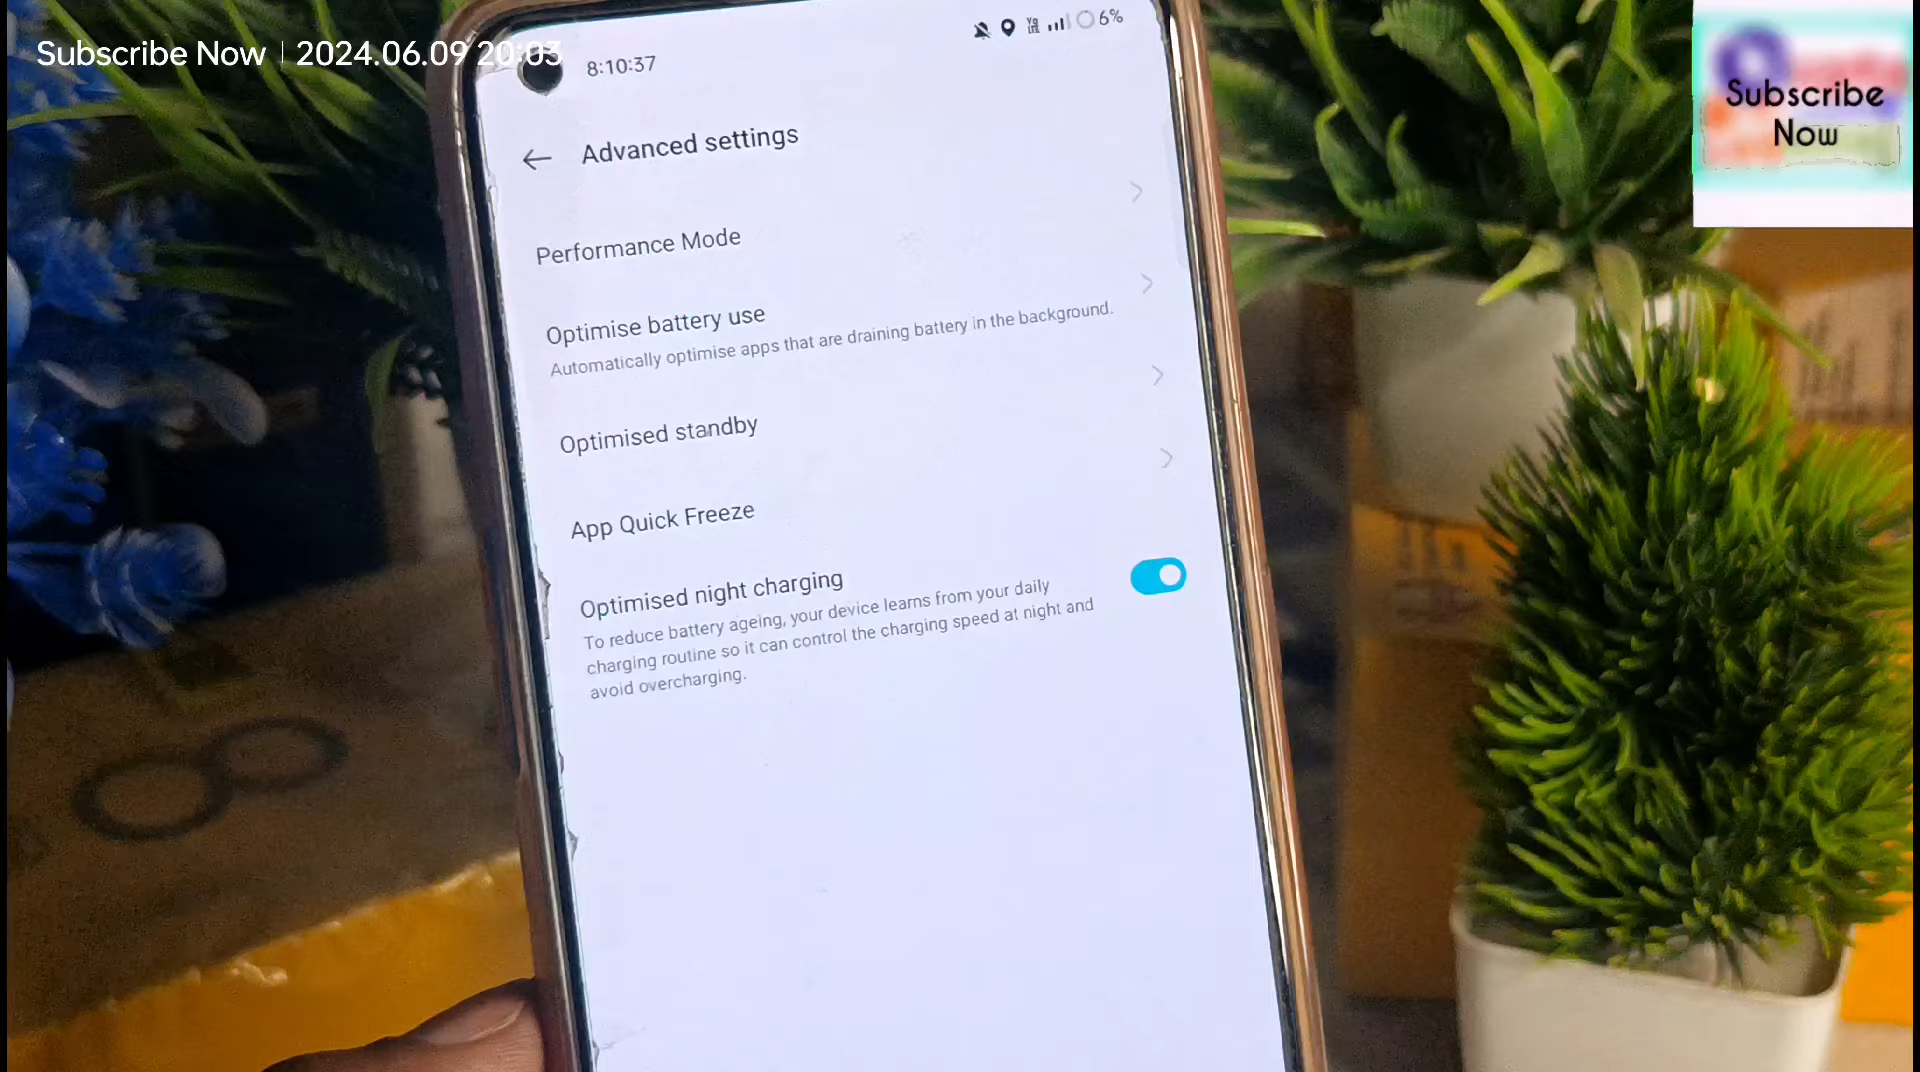 Subscribe Now | 2024.06.09 20:03
8:10:37
6%
Subscribe
Now
Advanced settings
Performance Mode
Optimise battery use
Automatically optimise apps that are draining battery in the background.
Optimised standby
App Quick Freeze
Optimised night charging
To reduce battery ageing, your device learns from your daily
charging routine so it can control the charging speed at night and
avoid overcharging.